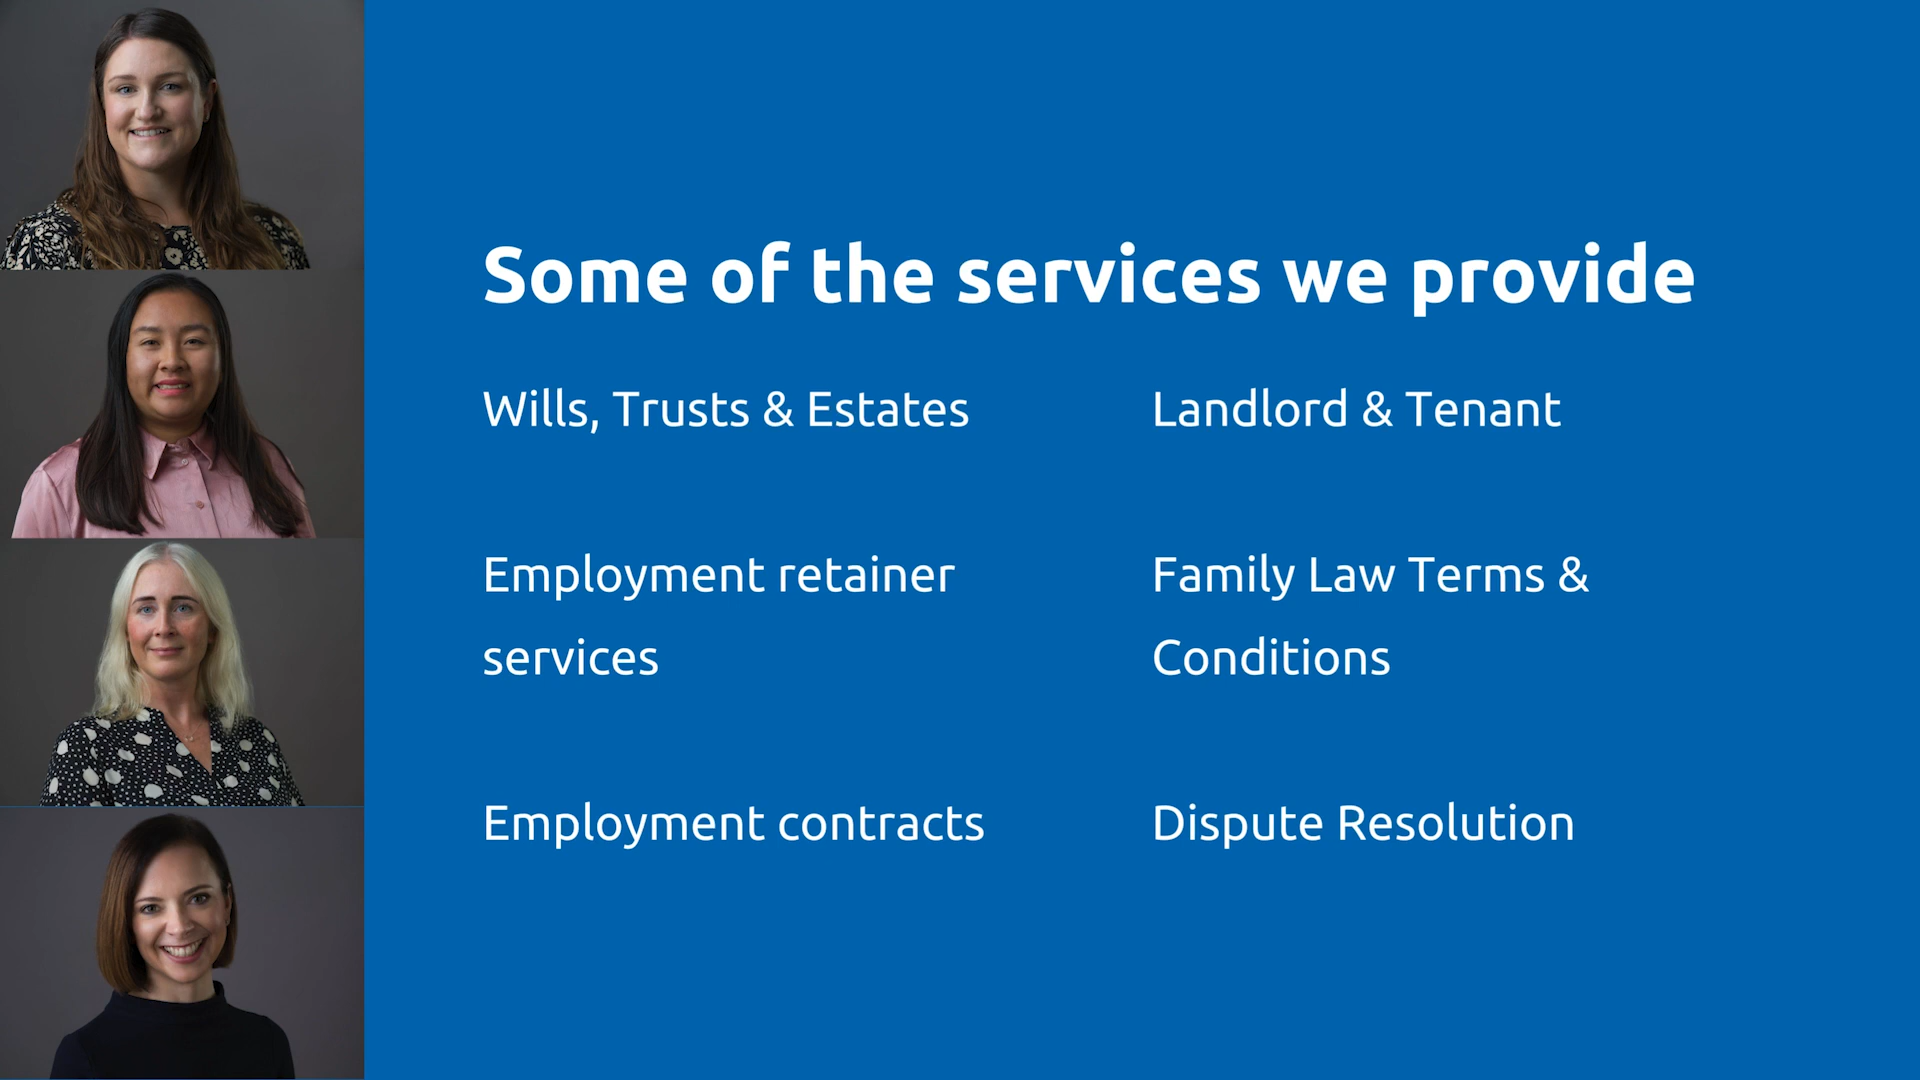 Some of the services we provide
Wills, Trusts & Estates
Landlord & Tenant
Employment retainer
services
Family Law Terms &
Conditions
Employment contracts
Dispute Resolution